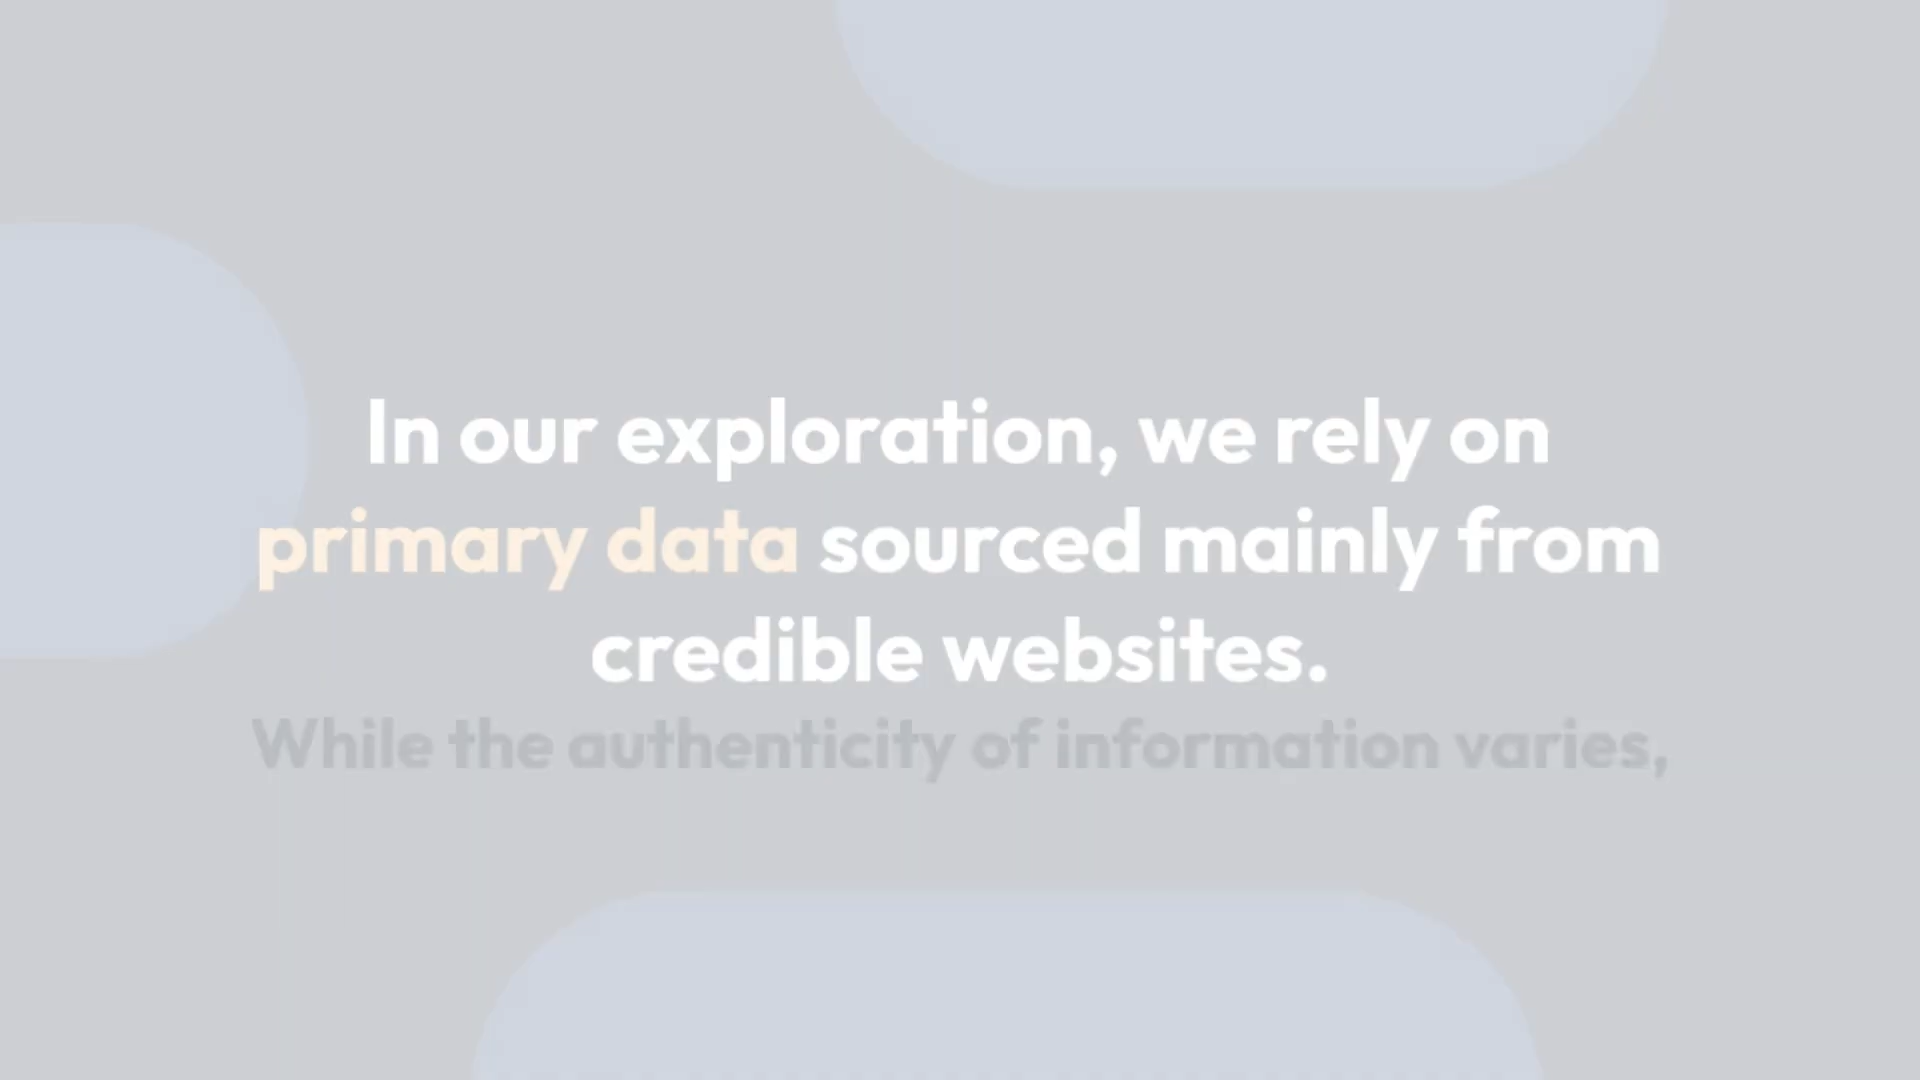 In our exploration, we rely on
primary data sourced mainly from
credible websites.
While the authenticity of information varies,